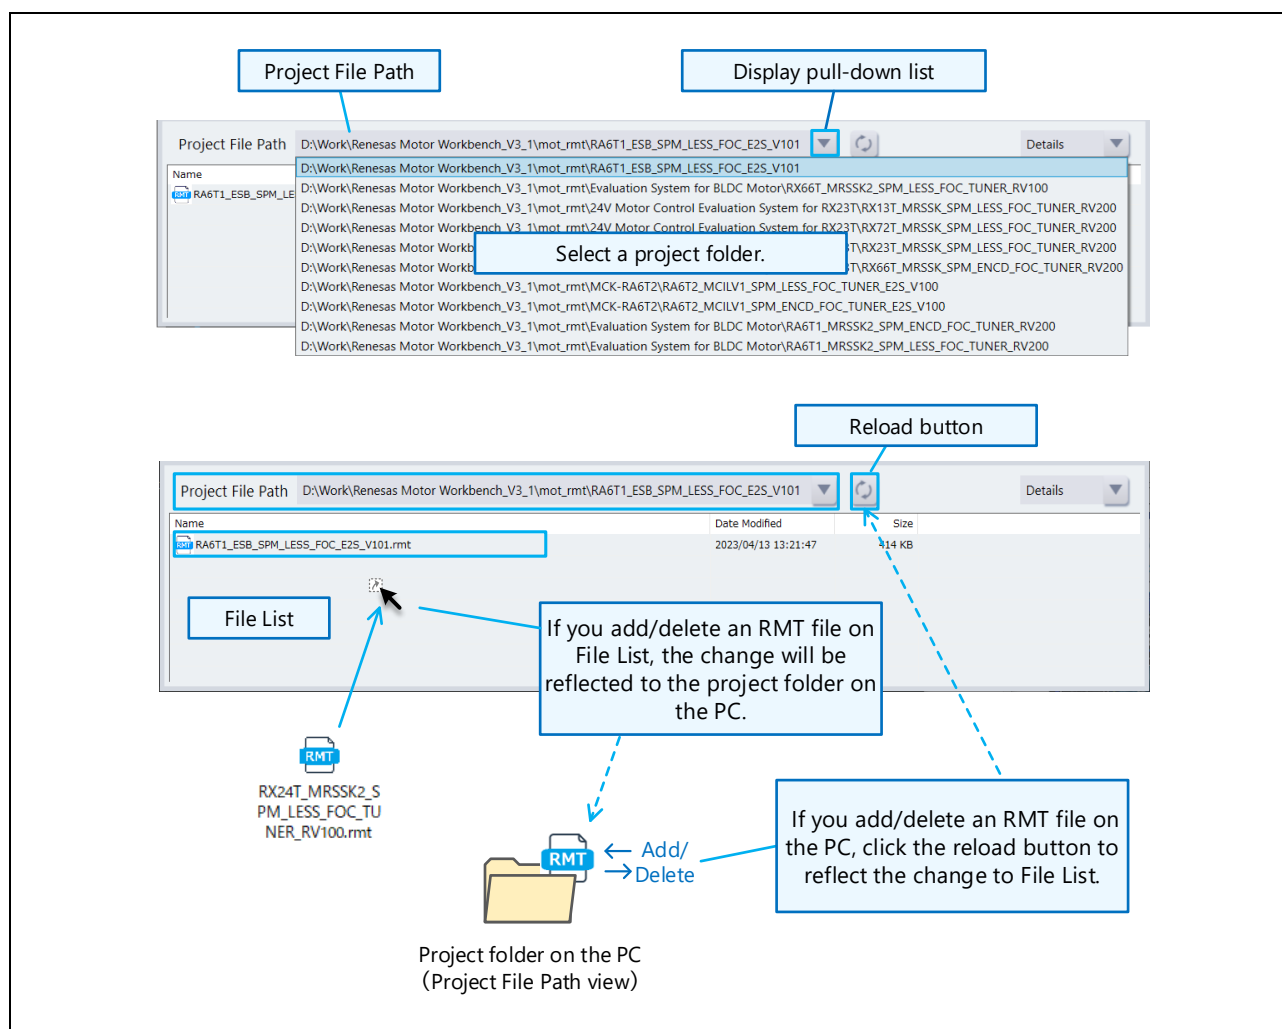 Project File Path
Display pull-down list
Project File Path
D:\Work\Renesas Motor Workbench_V3_1\mot_rmt\RA6T1_ESB_SPM_LESS_FOC_E2S_V101
Details
Name
RA6T1_ESB_SPM_LE
D:\Work\Renesas Motor Workbench_V3_1\mot_rmt\RA6T1_ESB_SPM_LESS_FOC_E2S_V101
D:\Work\Renesas Motor Workbench_V3_1\mot_rmt\Evaluation System for BLDC Motor\RX66T_MRSSK2_SPM_LESS_FOC_TUNER_RV100
D:\Work\Renesas Motor Workbench_V3_1\mot_rmt\24V Motor Control Evaluation System for RX23T\RX13T_MRSSK_SPM_LESS_FOC_TUNER_RV200
D:\Work\Renesas Motor Workbench_V3_1\mot_rmt\24V Motor Control Evaluation System for RX23T\RX72T_MRSSK_SPM_LESS_FOC_TUNER_RV200
D:\Work\Renesas Motor Workb
3T\RX23T_MRSSK_SPM_LESS_FOC_TUNER_RV200
Select a project folder.
D:\Work\Renesas Motor Workb
3T\RX66T_MRSSK_SPM_ENCD_FOC_TUNER_RV200
D:\Work\Renesas Motor Workbench_V3_1\mot_rmt\MCK-RA6T2\RA6T2_MCILV1_SPM_LESS_FOC_TUNER_E2S_V100
D:\Work\Renesas Motor Workbench_V3_1\mot_rmt\MCK-RA6T2\RA6T2_MCILV1_SPM_ENCD_FOC_TUNER_E2S_V100
D:\Work\Renesas Motor Workbench_V3_1\mot_rmt\Evaluation System for BLDC Motor\RA6T1_MRSSK2_SPM_ENCD_FOC_TUNER_RV200
D:\Work\Renesas Motor Workbench_V3_1\mot_rmt\Evaluation System for BLDC Motor\RA6T1_MRSSK2_SPM_LESS_FOC_TUNER_RV200
Reload button
Project File Path
D:\Work\Renesas Motor Workbench_V3_1\mot_rmt\RA6T1_ESB_SPM_LESS_FOC_E2S_V101
Details
Name
Date Modified
Size
RMT
RA6T1_ESB_SPM_LESS_FOC_E2S_V101.rmt
2023/04/13 13:21:47
414 KB
File List
If you add/delete an RMT file on
File List, the change will be
reflected to the project folder on
the PC.
RMT
RX24T_MRSSK2_S
PM_LESS_FOC_TU
NER_RV100.rmt
If you add/delete an RMT file on
the PC, click the reload button to
reflect the change to File List.
RMT
← Add/
→Delete
Project folder on the PC
(Project File Path view)